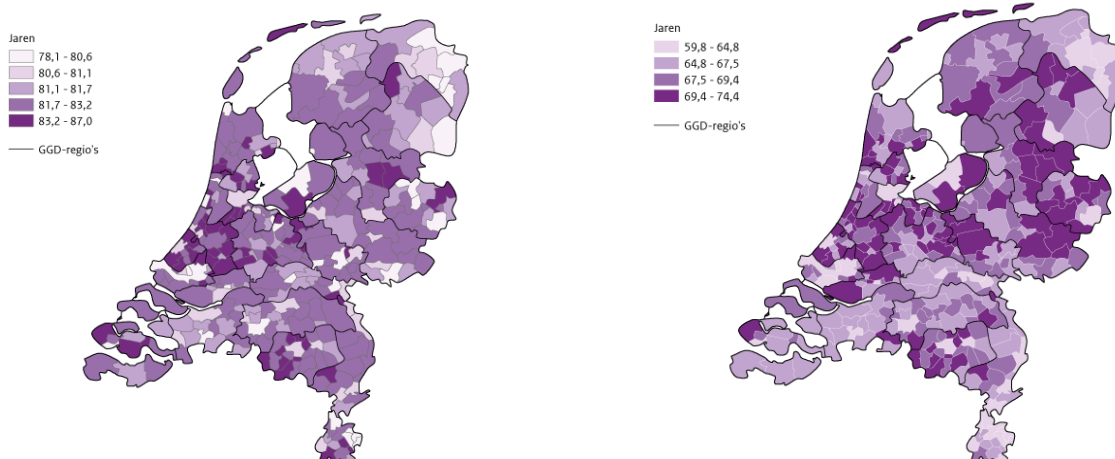 Jaren
78,1 - 80,6
80,6 - 81,1
81,1 - 81,7
81,7 - 83,2
83,2 - 87,0
GGD-regio's
Jaren
59,8 - 64,8
64,8 - 67,5
67,5 - 69,4
69,4 - 74,4
GGD-regio's